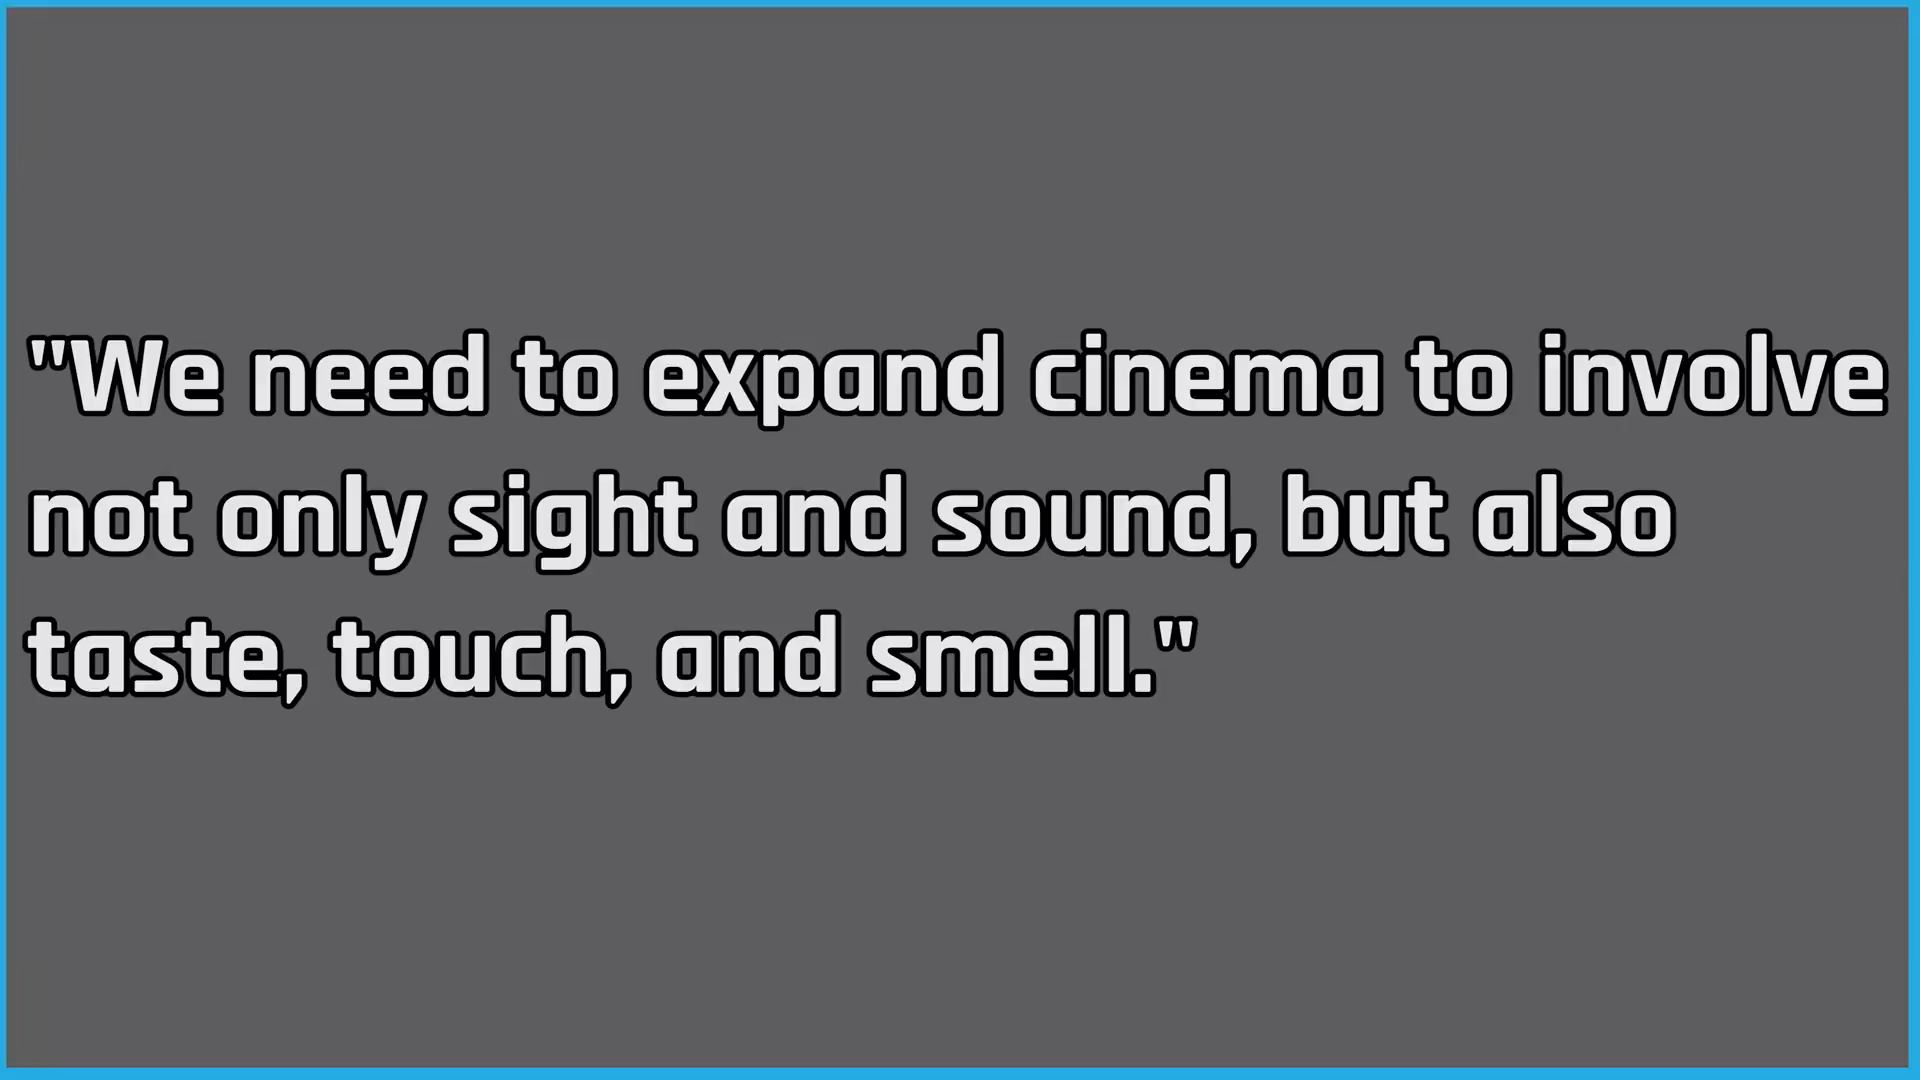 "We need to expand cinema to involve
not only sight and sound, but also
taste, touch, and smell."